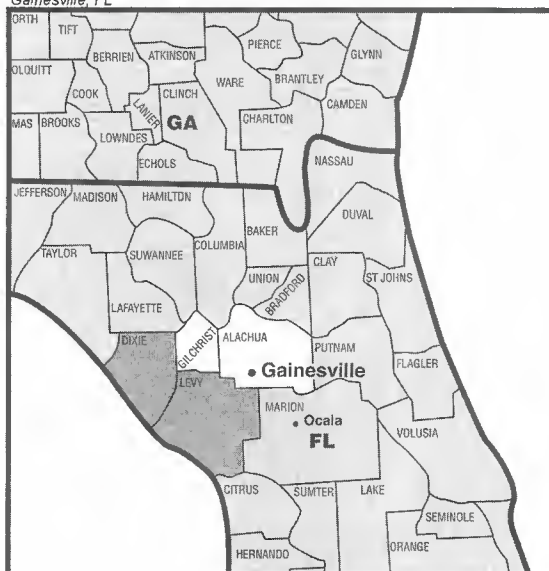 Gainesville, FL
ORTH
TIFT
PIERCE
GLYNN
BERRIEN
ATKINSON
OLQUITT
WARE
BRANTLEY
COOK
LANIER
CLINCH
CAMDEN
MAS
BROOKS
GA
CHARLTON
LOWNDES
ECHOLS
NASSAU
JEFFERSON
MADISON
HAMILTON
DUVAL
BAKER
COLUMBIA
TAYLOR
SUWANNEE
CLAY
ST JOHNS
UNION
BRADFORD
LAFAYETTE
DIXIE
GILCHRIST
ALACHUA
PUTNAM
FLAGLER
Gainesville
LEVY
MARION
Ocala
FL
VOLUSIA
CITRUS
SUMTER
LAKE
SEMINOLE
ORANGE
HERNANDO